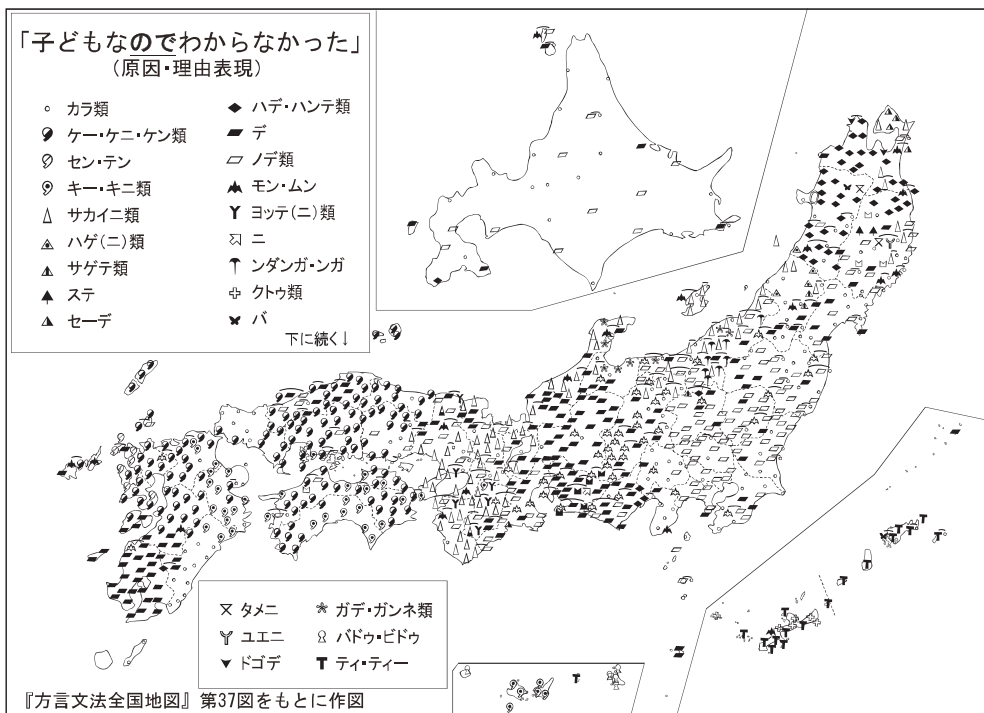 「子どもなのでわからなかった」
(原因・理由表現)
カラ類
ケー・ケニ・ケン類
セン・テン
キー・キニ類
サカイニ類
ハゲ(ニ)類
サゲテ類
ステ
セーデ
ハデ・ハンテ類
デ
ノデ類
モン・ムン
ヨッテ(ニ)類
ニ
ンダンガ・ンガ
クトゥ類
バ
下に続く↓
タメニ
ユエニ
ドゴデ
ガデ・ガンネ類
バドゥ・ビドゥ
ティ・ティー
『方言文法全国地図』第37図をもとに作図